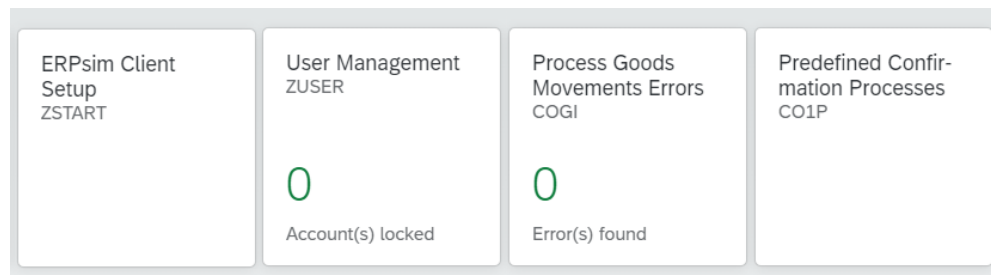 ERPsim Client
Setup
ZSTART
User Management
ZUSER
0
Account(s) locked
Process Goods
Movements Errors
COGI
0
Error(s) found
Predefined Confir-
mation Processes
CO1P